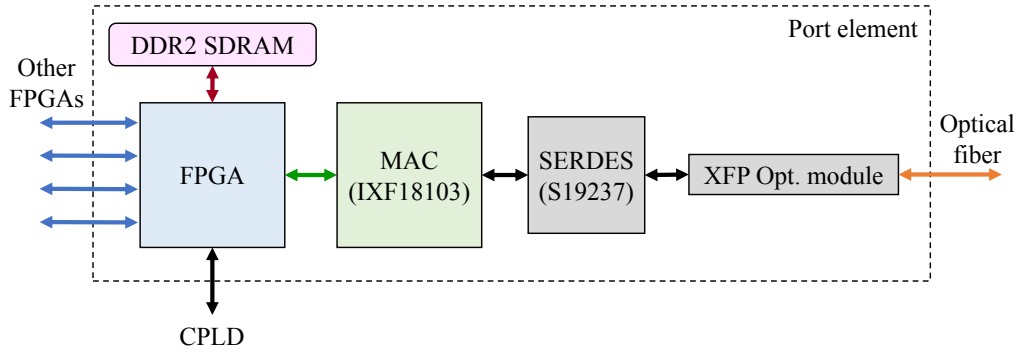 Port element
DDR2 SDRAM
Other
FPGAs
FPGA
MAC
(IXF18103)
SERDES
(S19237)
XFP Opt. module
Optical
fiber
CPLD